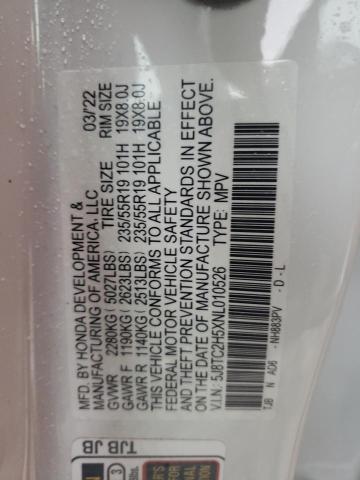 MFD. BY HONDA DEVELOPMENT &
MANUFACTURING OF AMERICA, LLC 03/22
TIRE SIZE RIM SIZE
GVWR 2280KG (5027LBS)
GAWR F 1190KG (2623LBS) 235/55R19 101H 19X8.0J
GAWR R 1140KG (2513LBS) 235/55R19 101H 19X8.0J
THIS VEHICLE CONFORMS TO ALL APPLICABLE
FEDERAL MOTOR VEHICLE SAFETY
AND THEFT PREVENTION STANDARDS IN EFFECT
ON THE DATE OF MANUFACTURE SHOWN ABOVE.
V.I.N.: 5J8TC2H5XNL010526 TYPE: MPV
TJB N AD6 -NH883PV -D -L
TJB JB
3